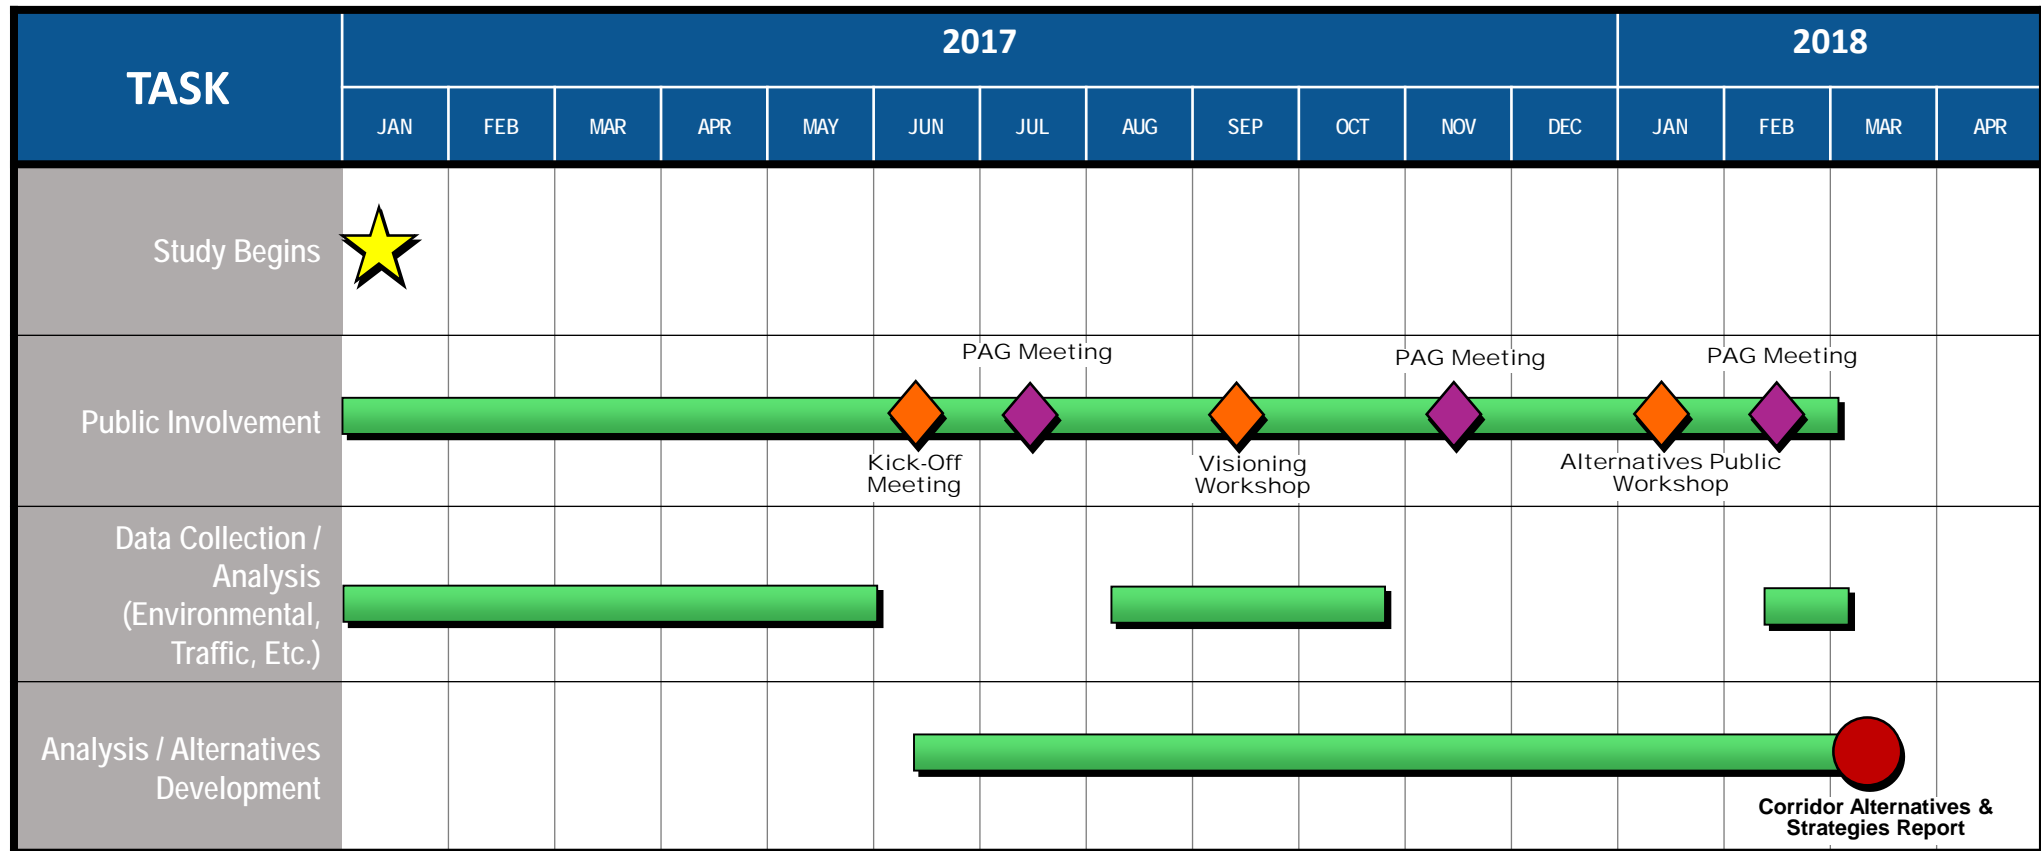 TASK
2017
2018
JAN
FEB
MAR
APR
MAY
JUN
JUL
AUG
SEP
OCT
NOV
DEC
JAN
FEB
MAR
APR
Study Begins
Public Involvement
PAG Meeting
PAG Meeting
PAG Meeting
Kick-Off
Meeting
Visioning
Workshop
Alternatives Public
Workshop
Data Collection /
Analysis
(Environmental,
Traffic, Etc.)
Analysis / Alternatives
Development
Corridor Alternatives &
Strategies Report